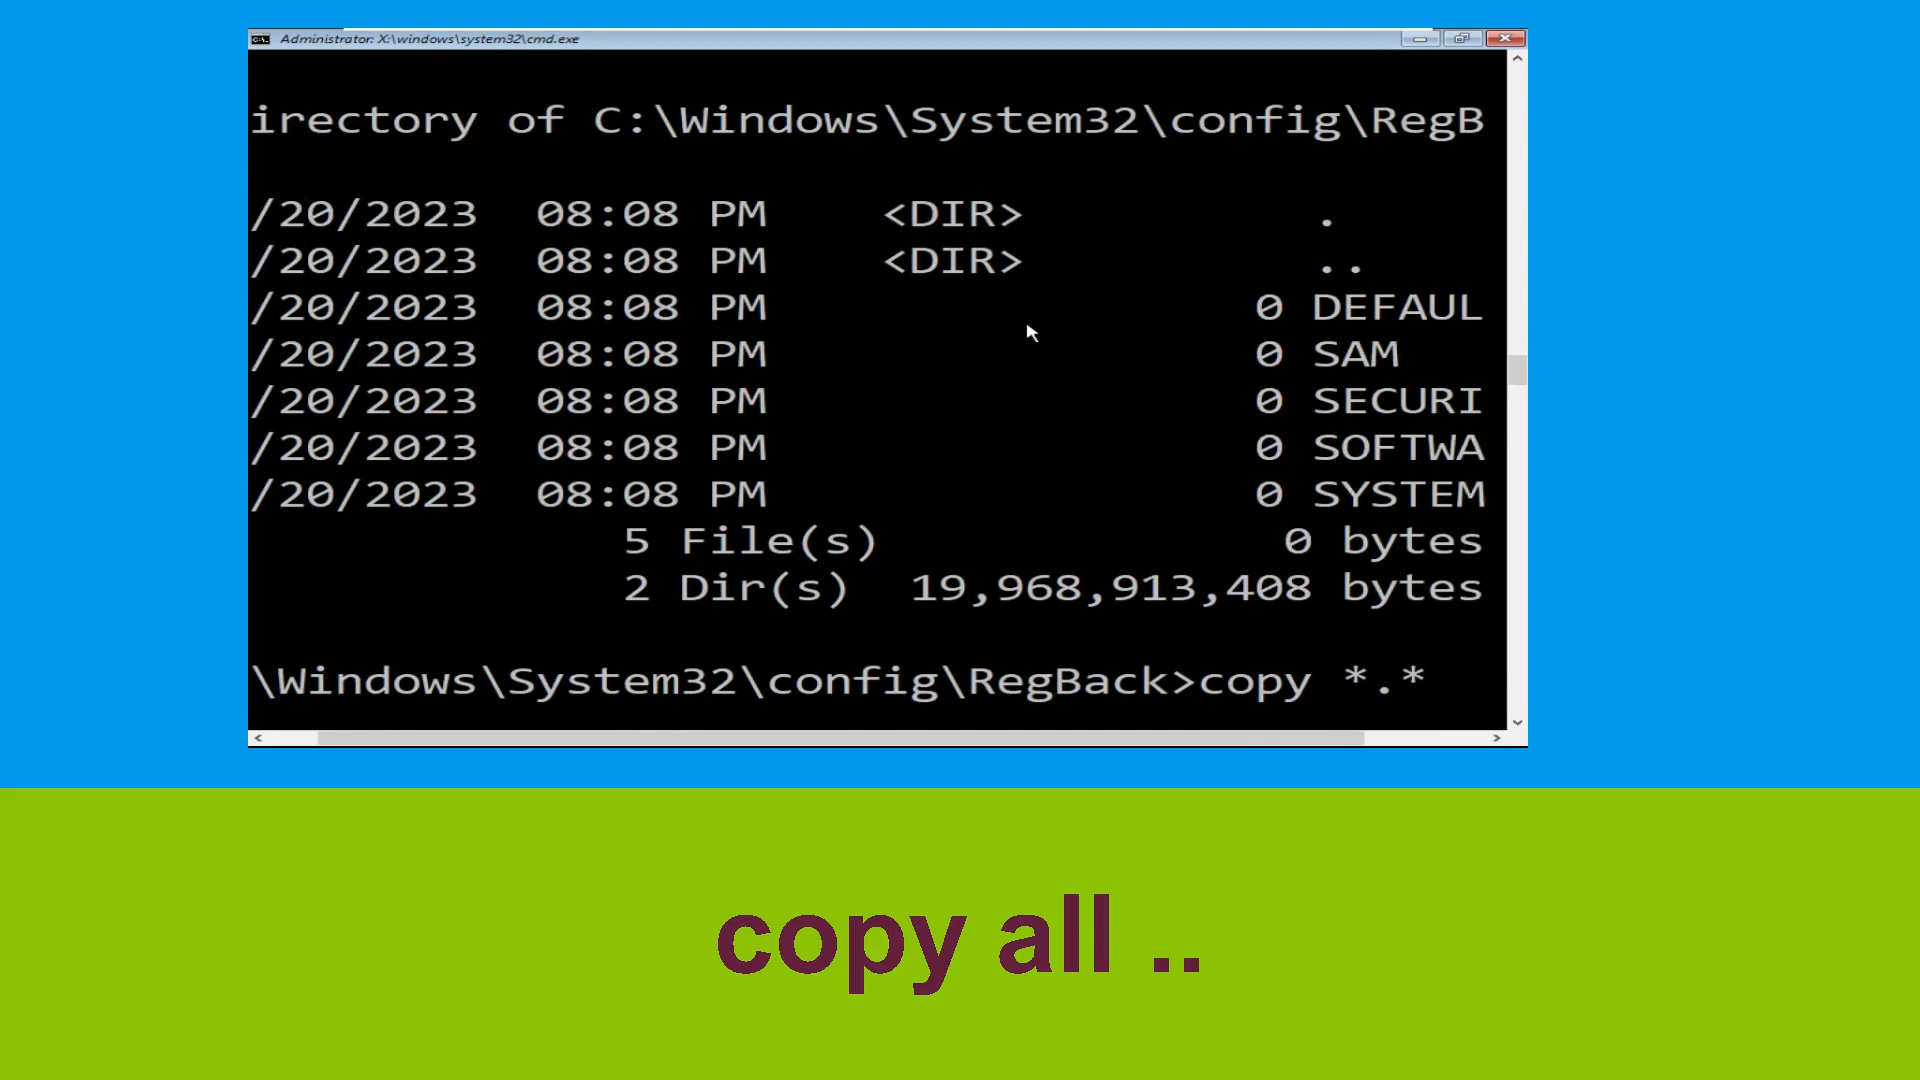 Administrator: X:\windows\system32\cmd.exe
irectory of C:\Windows\System32\config\RegB
/20/2023 08:08 PM <DIR> .
/20/2023 08:08 PM <DIR> ..
/20/2023 08:08 PM 0 DEFAUL
/20/2023 08:08 PM 0 SAM
/20/2023 08:08 PM 0 SECURI
/20/2023 08:08 PM 0 SOFTWA
/20/2023 08:08 PM 0 SYSTEM
5 File(s) 0 bytes
2 Dir(s) 19,968,913,408 bytes
\Windows\System32\config\RegBack>copy *.*
copy all ..